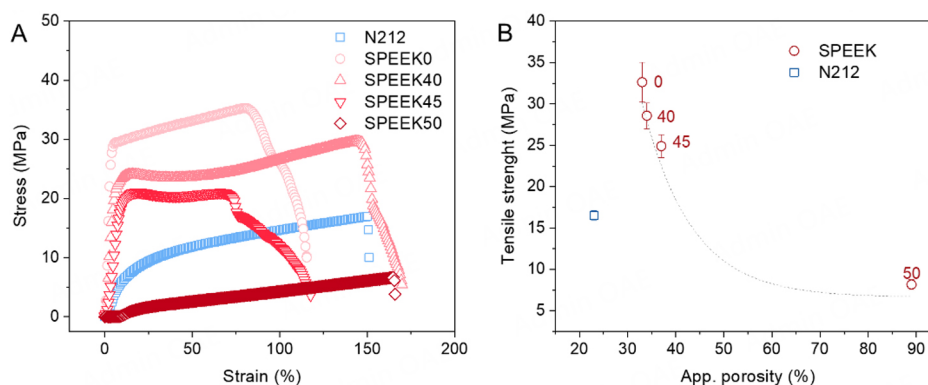 A
N212
SPEEK0
SPEEK40
SPEEK45
SPEEK50
Stress (MPa)
50
40
30
20
10
0
0
50
100
150
200
Strain (%)
B
SPEEK
N212
Tensile strenght (MPa)
40
35
30
25
20
15
10
5
0
40
45
50
20
30
40
50
60
70
80
90
App. porosity (%)